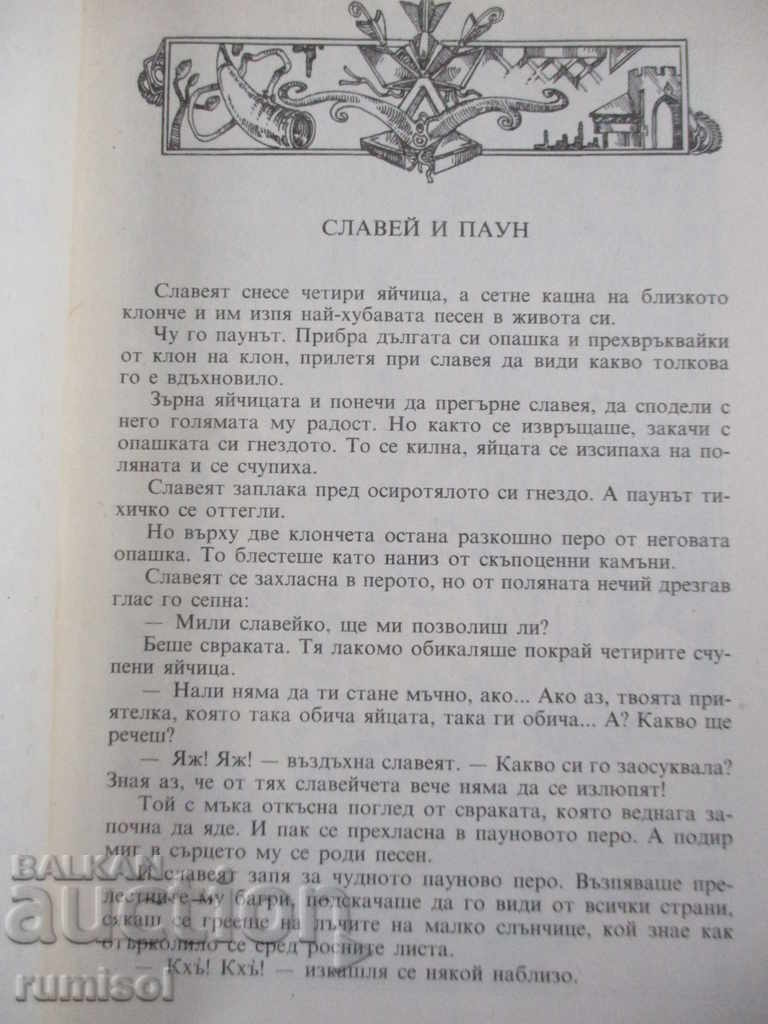 СЛАВЕЙ И ПАУН
Славеят снесе четири яйчица, а сетне кацна на близкото
клонче и им изпя най-хубавата песен в живота си.
Чу го паунът. Прибра дългата си опашка и прехвръквайки
от клон на клон, прилетя при славея да види какво толкова
го е вдъхновило.
Зърна яйчицата и понечи да прегърне славея, да сподели с
него голямата му радост. Но както се извръщаше, закачи с
опашката си гнездото. То се килна, яйцата се изсипаха на по-
ляната и се счупиха.
Славеят заплака пред осиротялото си гнездо. А паунът ти-
хичко се оттегли.
Но върху две клончета остана разкошно перо от неговата
опашка. То блестеше като наниз от скъпоценни камъни.
Славеят се захласна в перото, но от поляната нечий дрезгав
глас го сепна:
— Мили славейко, ще ми позволиш ли?
Беше свраката. Тя лакомо обикаляше покрай четирите счу-
пени яйчица.
— Нали няма да ти стане мъчно, ако... Ако аз, твоята при-
ятелка, която така обича яйцата, така ги обича... А? Какво ще
речеш?
— Яж! Яж! — въздъхна славеят. — Какво си го заосуквала?
Зная аз, че от тях славейчета вече няма да се излюпят!
Той с мъка откъсна поглед от свраката, която веднага за-
почна да яде. И пак се прехласна в пауновото перо. А подир
миг в сърцето му се роди песен.
И славеят запя за чудното пауново перо. Възпяваше пре-
лестните му багри, подскачаше да го види от всички страни,
сякаш се грееше на лъчите на малко слънчице, кой знае как
отърколило се сред росните листа.
— Кхъ! Кхъ! — изкашля се някой наблизо.
BALKAN
auction
rumisol